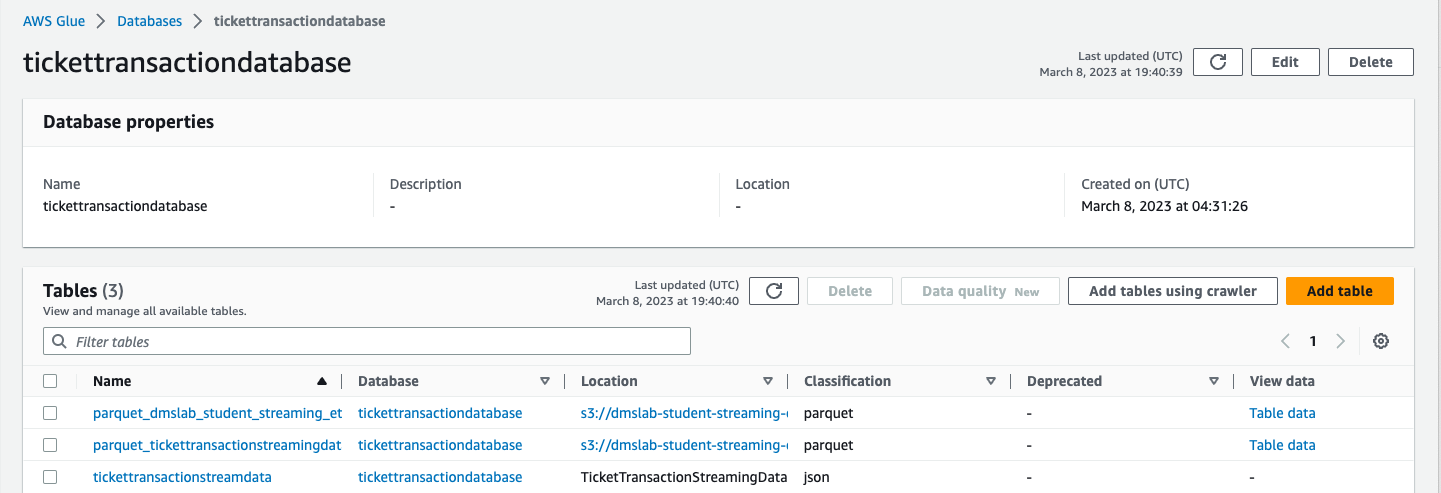 AWS Glue > Databases > tickettransactiondatabase
tickettransactiondatabase
Last updated (UTC)
March 8, 2023 at 19:40:39
Edit
Delete
Database properties
Name
tickettransactiondatabase
Description
-
Location
-
Created on (UTC)
March 8, 2023 at 04:31:26
Tables (3)
View and manage all available tables.
Last updated (UTC)
March 8, 2023 at 19:40:40
Delete
Data quality New
Add tables using crawler
Add table
Filter tables
1
Name Database Location Classification Deprecated View data
parquet_dmslab_student_streaming_et tickettransactiondatabase s3://dmslab-student-streaming- parquet - Table data
parquet_tickettransactionstreamingdat tickettransactiondatabase s3://dmslab-student-streaming- parquet - Table data
tickettransactionstreamdata tickettransactiondatabase TicketTransactionStreamingData json - -